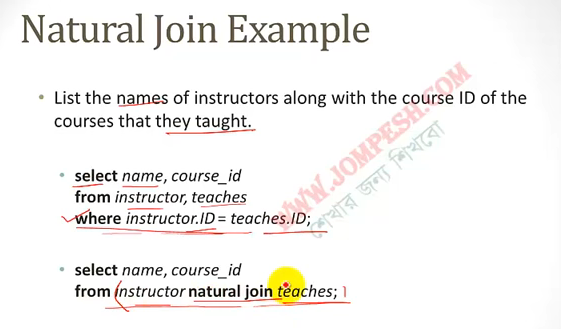 Natural Join Example
• List the names of instructors along with the course ID of the
courses that they taught.
• select name, course_id
from instructor, teaches
where instructor.ID = teaches.ID;
• select name, course_id
from instructor natural join teaches;
WWW.JOMPESH.COM
শেখার জন্য শিখবো